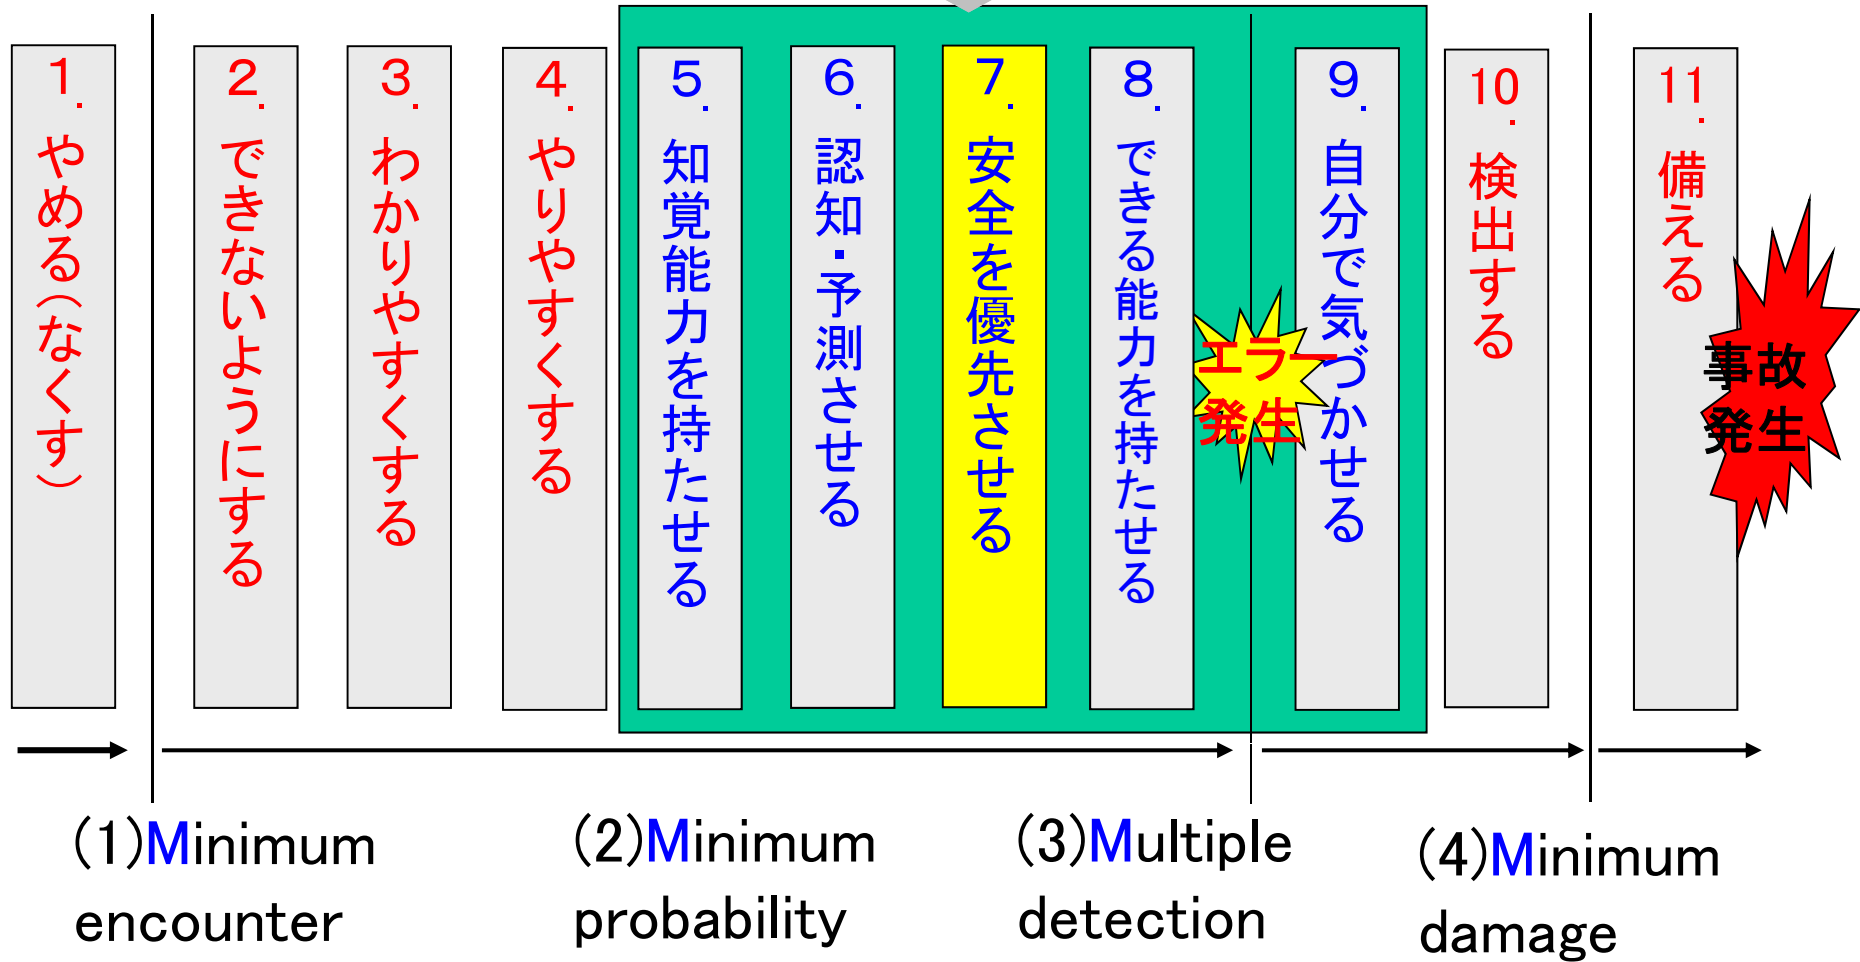 1.やめる(なくす)
2.できないようにする
3.わかりやすくする
4.やりやすくする
5.知覚能力を持たせる
6.認知・予測させる
7.安全を優先させる
8.できる能力を持たせる
エラー
発生
9.自分で気づかせる
10.検出する
11.備える
事故
発生
(1)Minimum
encounter
(2)Minimum
probability
(3)Multiple
detection
(4)Minimum
damage